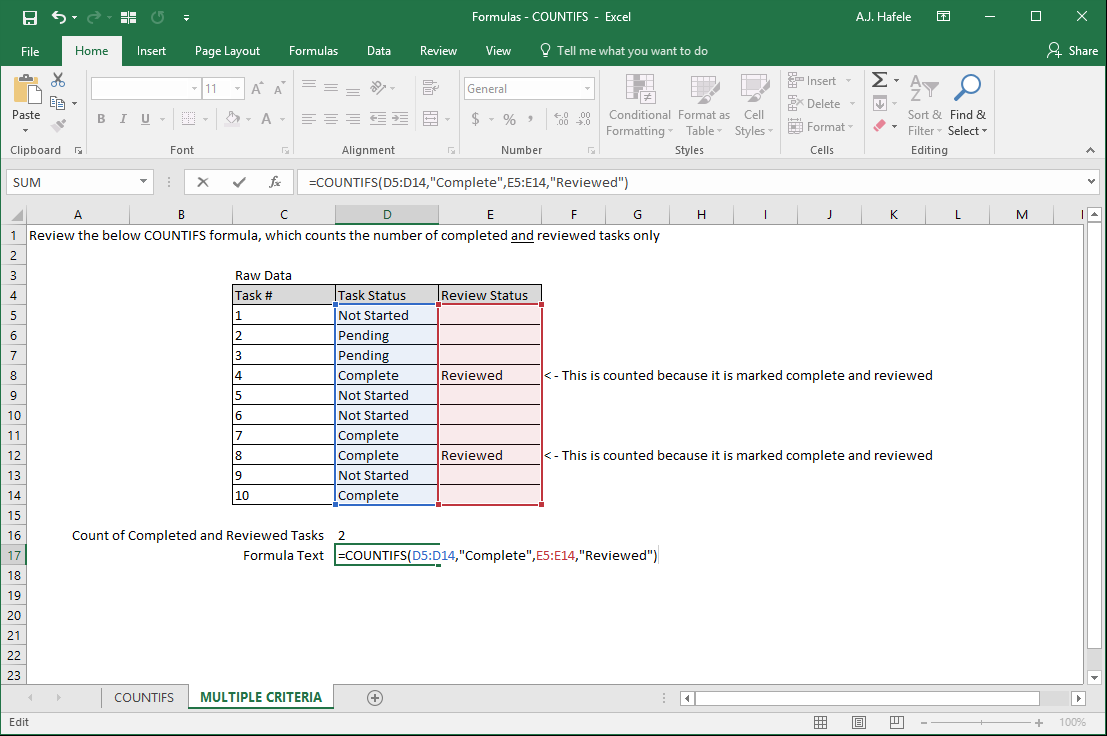 Formulas - COUNTIFS - Excel
A.J. Hafele
File Home Insert Page Layout Formulas Data Review View Tell me what you want to do Share
Paste
11
B I U A
General
$ % ,
Conditional Formatting
Format as Table
Cell Styles
Insert
Delete
Format
Sort & Filter
Find & Select
Clipboard Font Alignment Number Styles Cells Editing
SUM fx =COUNTIFS(D5:D14,"Complete",E5:E14,"Reviewed")
A B C D E F G H I J K L M
1 Review the below COUNTIFS formula, which counts the number of completed and reviewed tasks only
2
3 Raw Data
4 Task # Task Status Review Status
5 1 Not Started
6 2 Pending
7 3 Pending
8 4 Complete Reviewed <- This is counted because it is marked complete and reviewed
9 5 Not Started
10 6 Not Started
11 7 Complete
12 8 Complete Reviewed <- This is counted because it is marked complete and reviewed
13 9 Not Started
14 10 Complete
15
16 Count of Completed and Reviewed Tasks 2
17 Formula Text =COUNTIFS(D5:D14,"Complete",E5:E14,"Reviewed")
18
19
20
21
22
23
COUNTIFS MULTIPLE CRITERIA
Edit 100%